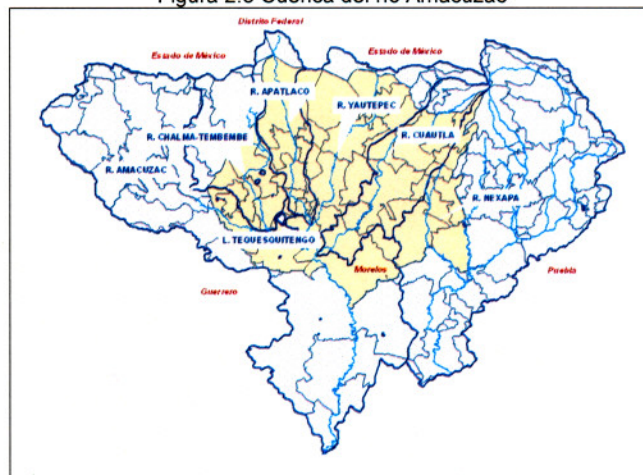 Figura 2.6 Cuenca del río Amacuzac
Distrito Federal
Estado de México
Estado de México
R. APATLACO
R. YAUTEPEC
R. CHALMA-TEMBEMBE
R. CUAUTLA
R. AMACUZAC
R. NEXAPA
L. TEQUESQUITENGO
Morelos
Puebla
Guerrero